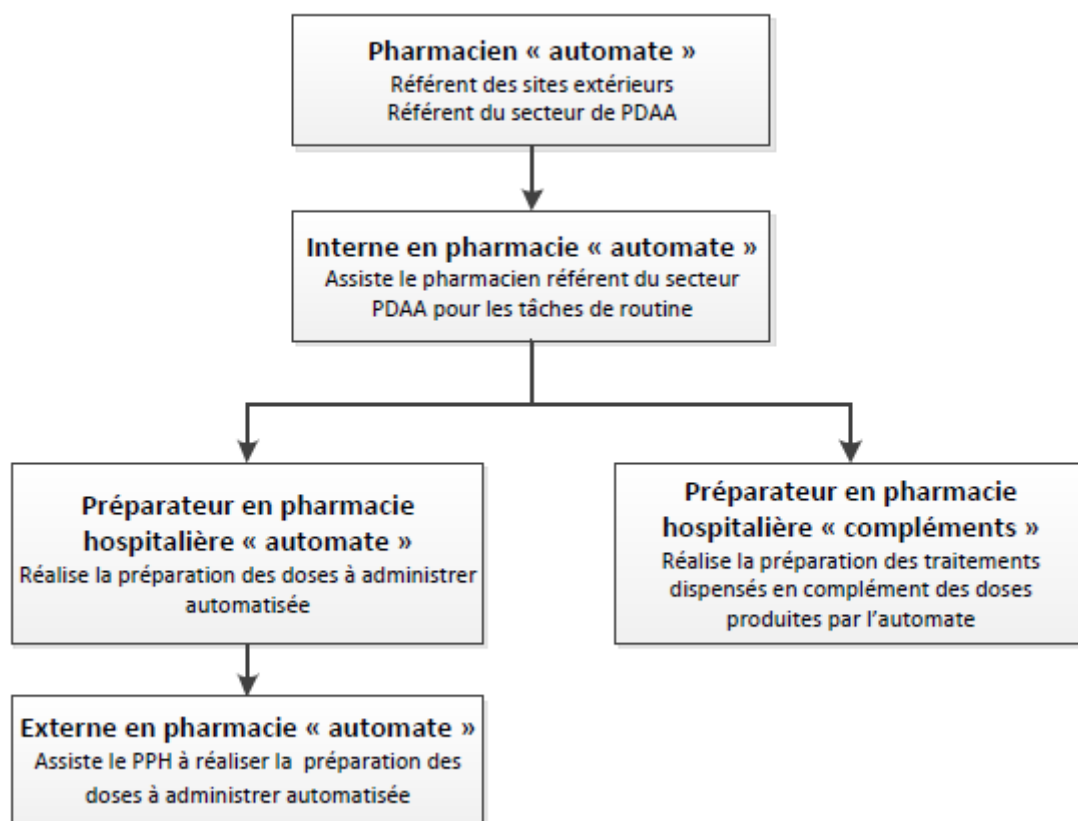 Pharmacien « automate »
Référent des sites extérieurs
Référent du secteur de PDAA
Interne en pharmacie « automate »
Assiste le pharmacien référent du secteur
PDAA pour les tâches de routine
Préparateur en pharmacie
hospitalière « automate »
Réalise la préparation des doses à administrer
automatisée
Préparateur en pharmacie
hospitalière « compléments »
Réalise la préparation des traitements
dispensés en complément des doses
produites par l'automate
Externe en pharmacie « automate »
Assiste le PPH à réaliser la préparation des
doses à administrer automatisée